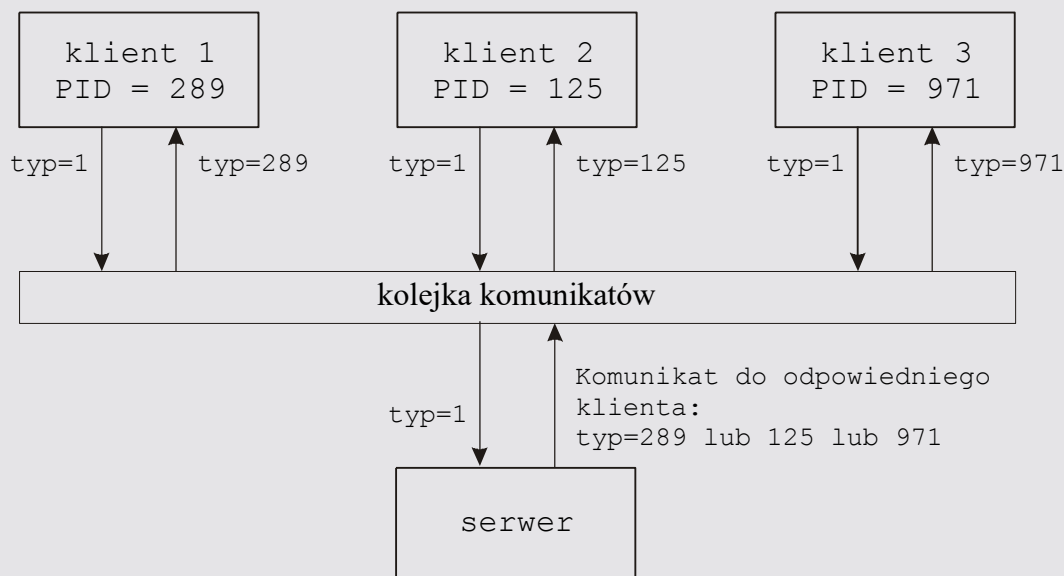 klient 1
PID = 289
klient 2
PID = 125
klient 3
PID = 971
typ=1
typ=289
typ=1
typ=125
typ=1
typ=971
kolejka komunikatów
typ=1
Komunikat do odpowiedniego
klienta:
typ=289 lub 125 lub 971
serwer